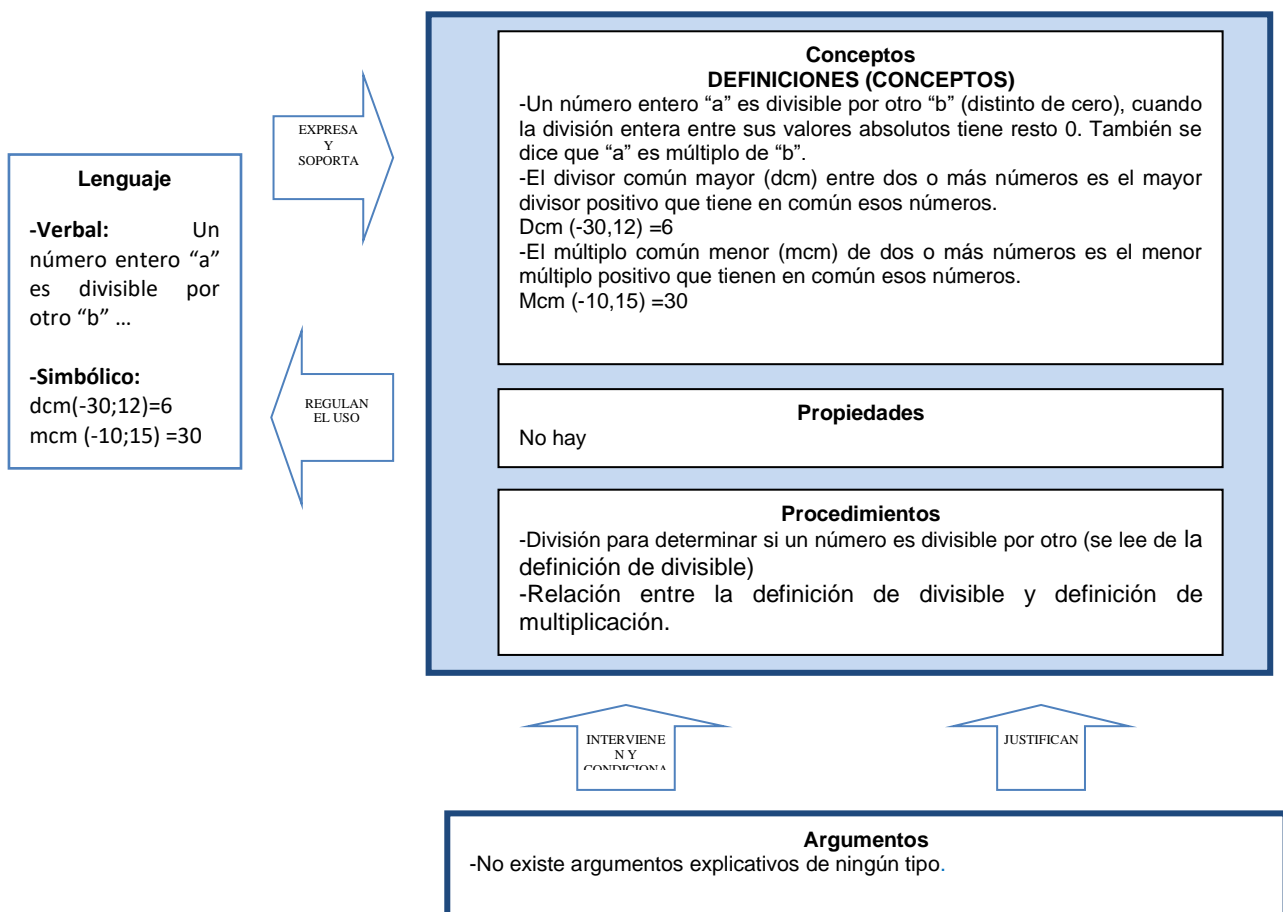 Lenguaje
-Verbal: Un
número entero “a”
es divisible por
otro “b” …
-Simbólico:
dcm(-30;12)=6
mcm (-10;15) =30
EXPRESA
Y
SOPORTA
REGULAN
EL USO
Conceptos
DEFINICIONES (CONCEPTOS)
-Un número entero “a” es divisible por otro “b” (distinto de cero), cuando
la división entera entre sus valores absolutos tiene resto 0. También se
dice que “a” es múltiplo de “b”.
-El divisor común mayor (dcm) entre dos o más números es el mayor
divisor positivo que tiene en común esos números.
Dcm (-30,12) =6
-El múltiplo común menor (mcm) de dos o más números es el menor
múltiplo positivo que tienen en común esos números.
Mcm (-10,15) =30
Propiedades
No hay
Procedimientos
-División para determinar si un número es divisible por otro (se lee de la
definición de divisible)
-Relación entre la definición de divisible y definición de
multiplicación.
INTERVIENE
N Y
CONDICIONA
JUSTIFICAN
Argumentos
-No existe argumentos explicativos de ningún tipo.